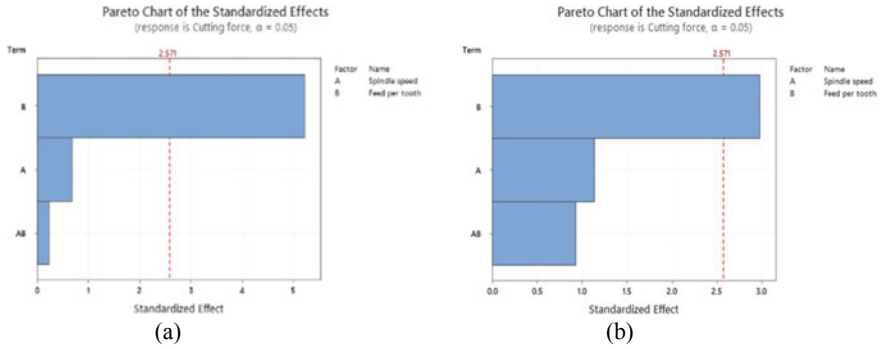 Pareto Chart of the Standardized Effects
(response is Cutting force, α = 0.05)
Term
2.571
Factor Name
A Spindle speed
B Feed per tooth
B
A
AB
0 1 2 3 4 5
Standardized Effect
(a)
Pareto Chart of the Standardized Effects
(response is Cutting force, α = 0.05)
Term
2.571
Factor Name
A Spindle speed
B Feed per tooth
B
A
AB
0.0 0.5 1.0 1.5 2.0 2.5 3.0
Standardized Effect
(b)